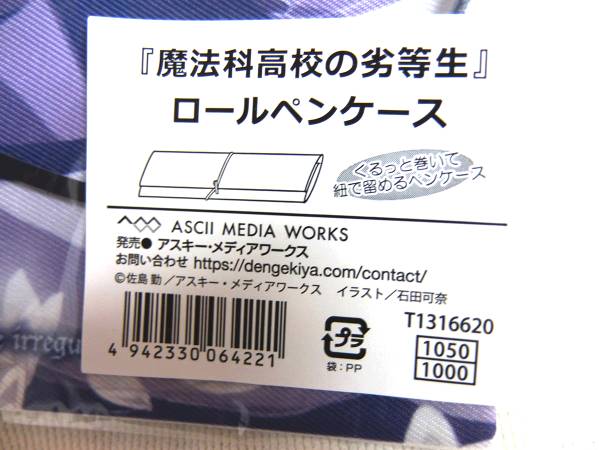 『魔法科高校の劣等生』
ロールペンケース
くるっと巻いて
紐で留めるペンケース
ASCII MEDIA WORKS
発売● アスキー・メディアワークス
お問い合わせ https://dengekiya.com/contact/
©佐島 勤／アスキー・メディアワークス イラスト／石田可奈
4 942330 064221
プラ
袋：PP
T1316620
1050
1000
irregu